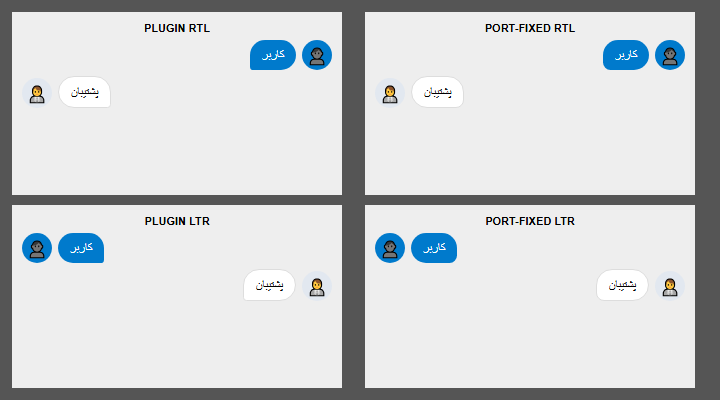 PLUGIN RTL
کاربر
پشتیبان
PORT-FIXED RTL
کاربر
پشتیبان
PLUGIN LTR
کاربر
پشتیبان
PORT-FIXED LTR
کاربر
پشتیبان